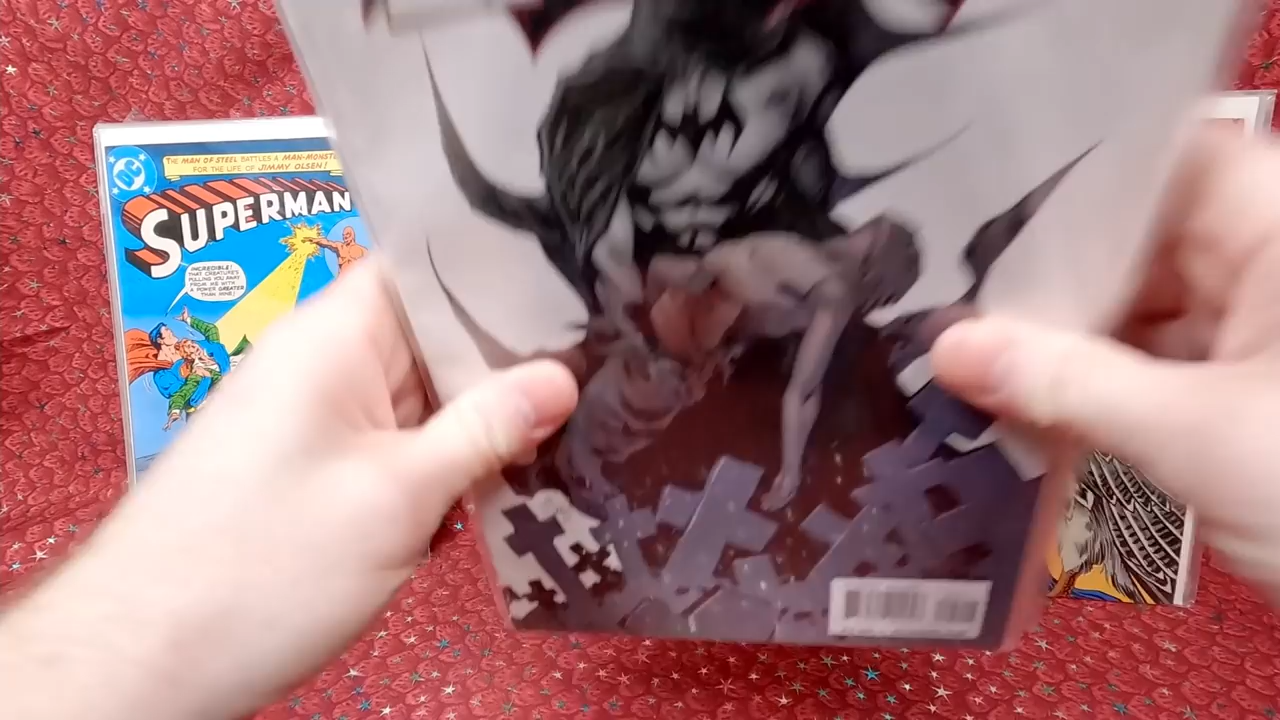 DC
THE MAN OF STEEL BATTLES A MAN-MONSTE
FOR THE LIFE OF JIMMY OLSEN!
SUPERMAN
INCREDIBLE!
THAT CREATURE'S
PULLING YOU AWAY
FROM ME WITH
A POWER GREATER
THAN MINE!